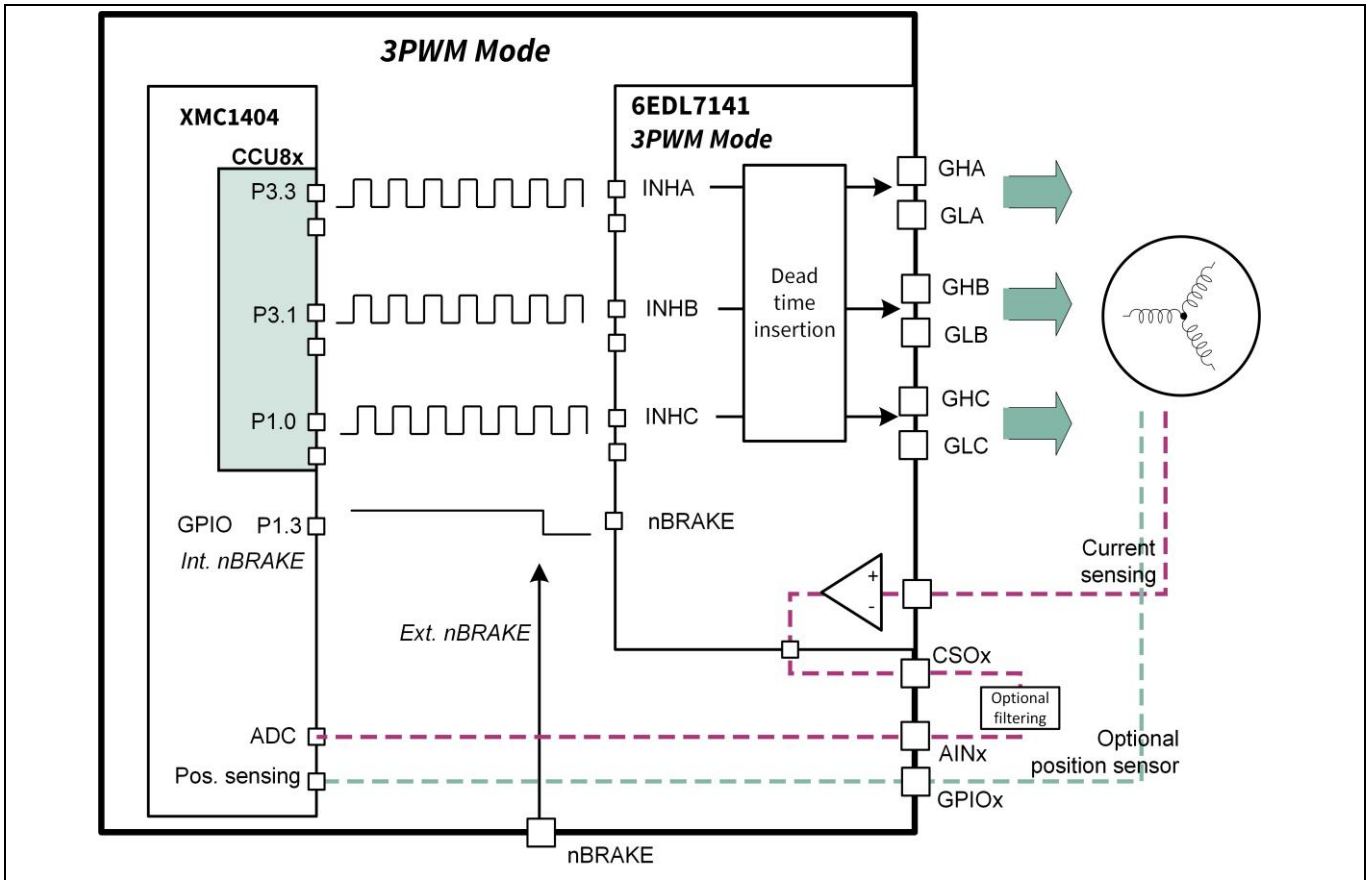 3PWM Mode
XMC1404
CCU8x
P3.3
P3.1
P1.0
GPIO P1.3
Int. nBRAKE
ADC
Pos. sensing
6EDL7141
3PWM Mode
INHA
INHB
INHC
nBRAKE
Dead
time
insertion
GHA
GLA
GHB
GLB
GHC
GLC
Ext. nBRAKE
+
-
Current
sensing
CSOx
Optional
filtering
AINx
Optional
position sensor
GPIOx
nBRAKE